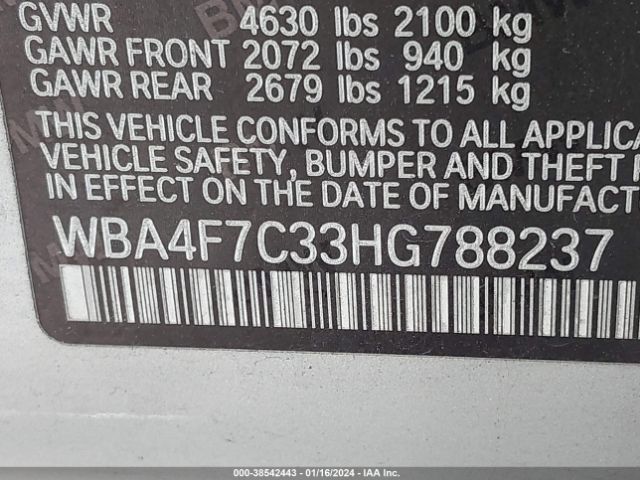 GVWR 4630 lbs 2100 kg
GAWR FRONT 2072 lbs 940 kg
GAWR REAR 2679 lbs 1215 kg
THIS VEHICLE CONFORMS TO ALL APPLICA
VEHICLE SAFETY, BUMPER AND THEFT
IN EFFECT ON THE DATE OF MANUFACT
WBA4F7C33HG788237
000-38542443 - 01/16/2024 - IAA Inc.